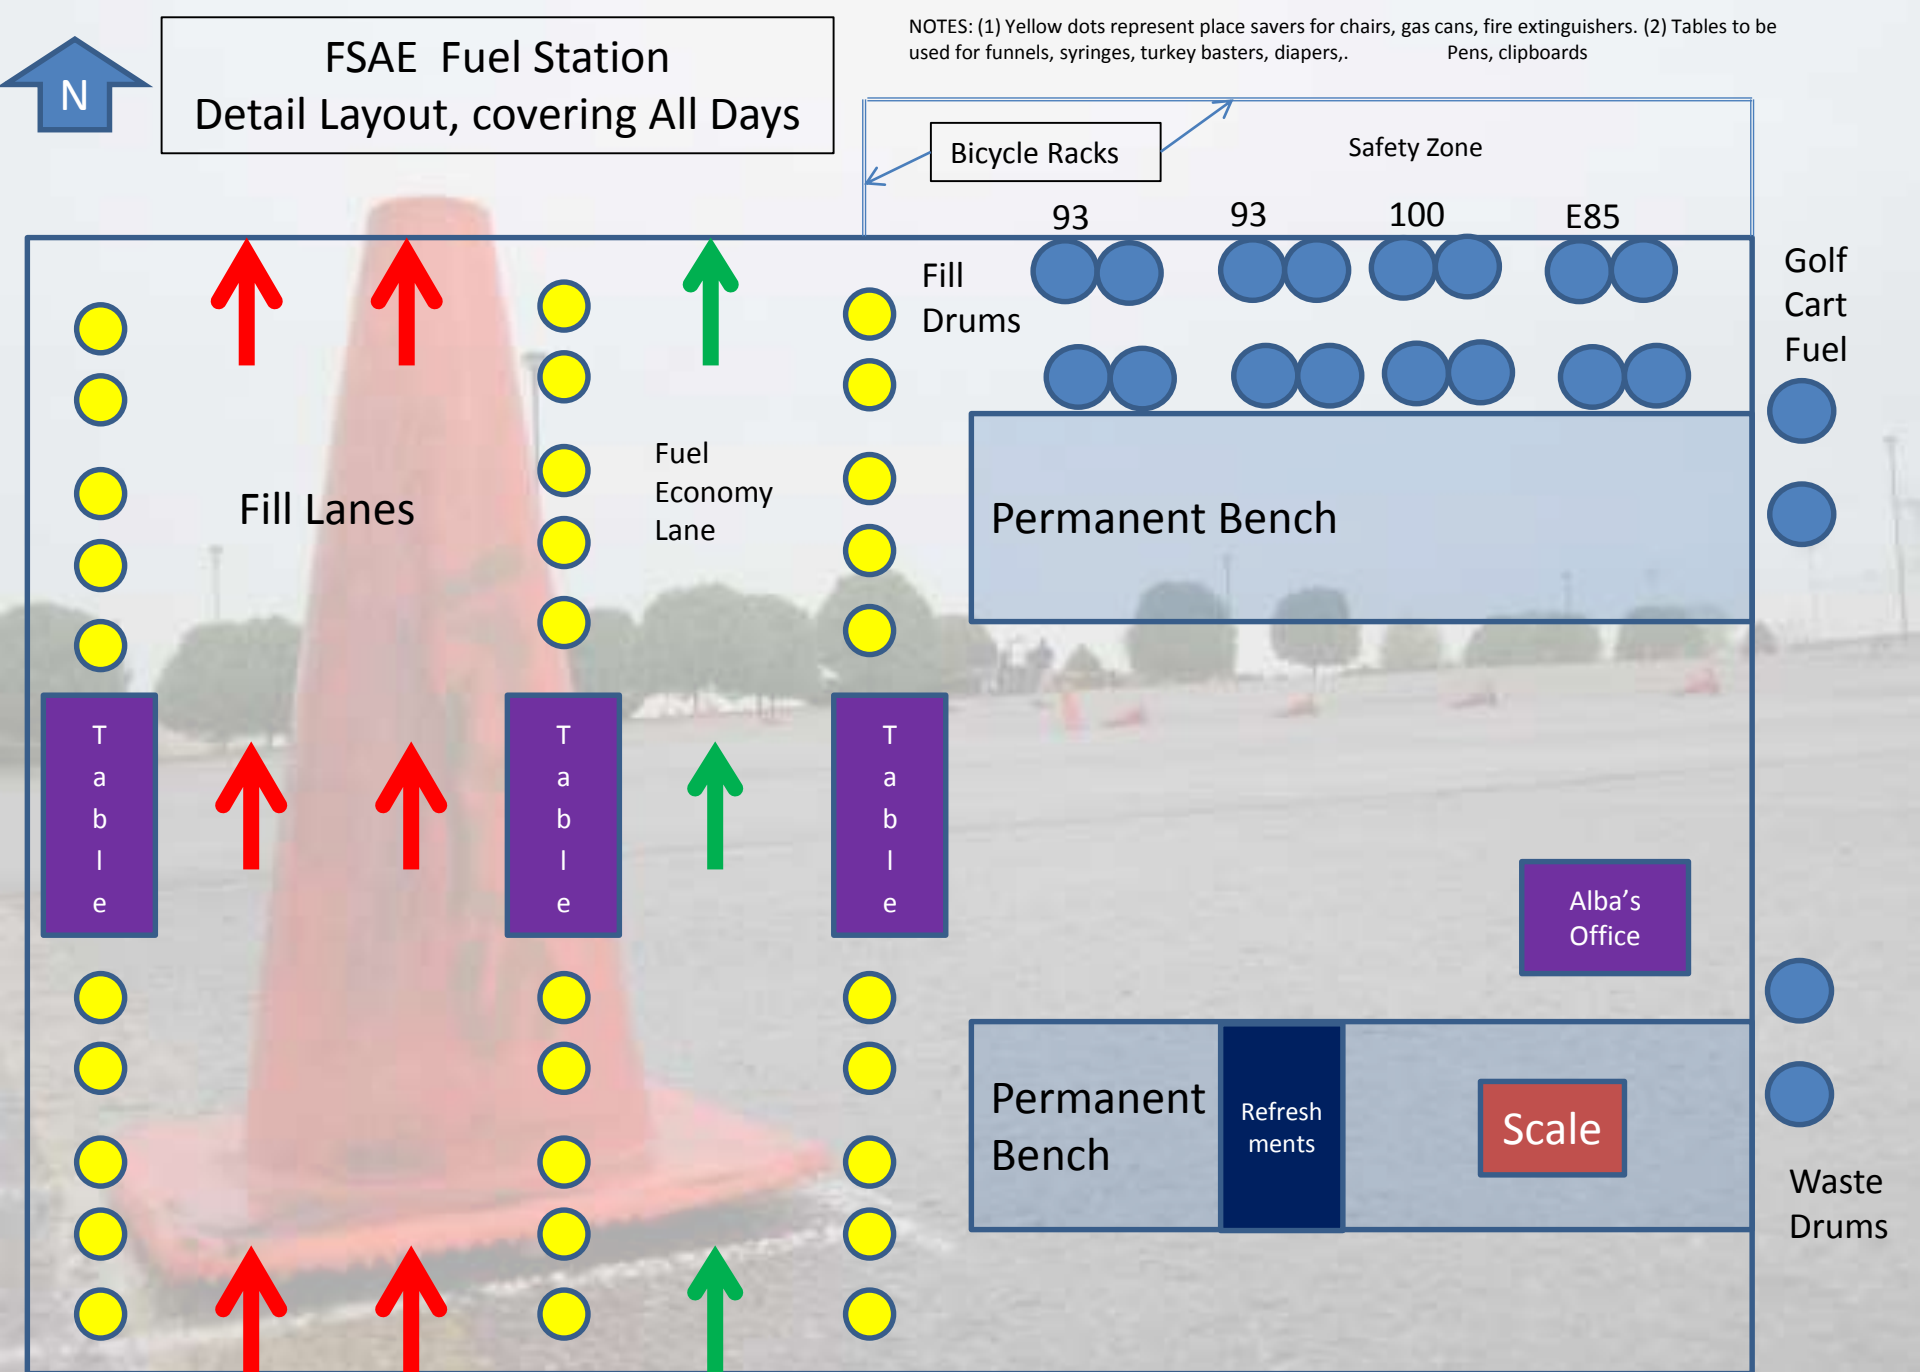 N
FSAE Fuel Station
Detail Layout, covering All Days
NOTES: (1) Yellow dots represent place savers for chairs, gas cans, fire extinguishers. (2) Tables to be
used for funnels, syringes, turkey basters, diapers,. Pens, clipboards
Bicycle Racks
Safety Zone
93
93
100
E85
Fill
Drums
Golf
Cart
Fuel
Fill Lanes
Fuel
Economy
Lane
Permanent Bench
T
a
b
l
e
T
a
b
l
e
T
a
b
l
e
Alba’s
Office
Permanent
Bench
Refresh
ments
Scale
Waste
Drums